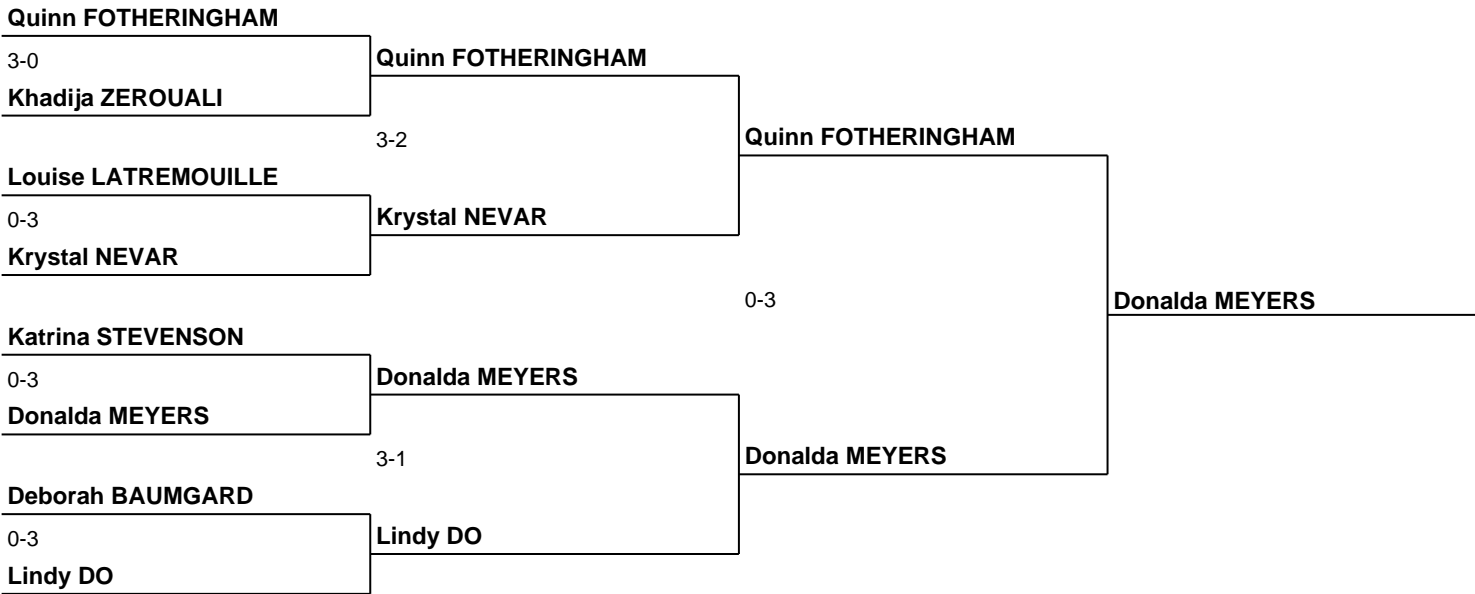 Quinn FOTHERINGHAM
3-0
Quinn FOTHERINGHAM
Khadija ZEROUALI
3-2
Quinn FOTHERINGHAM
Louise LATREMOUILLE
0-3
Krystal NEVAR
Krystal NEVAR
0-3
Donalda MEYERS
Katrina STEVENSON
0-3
Donalda MEYERS
Donalda MEYERS
3-1
Donalda MEYERS
Deborah BAUMGARD
0-3
Lindy DO
Lindy DO